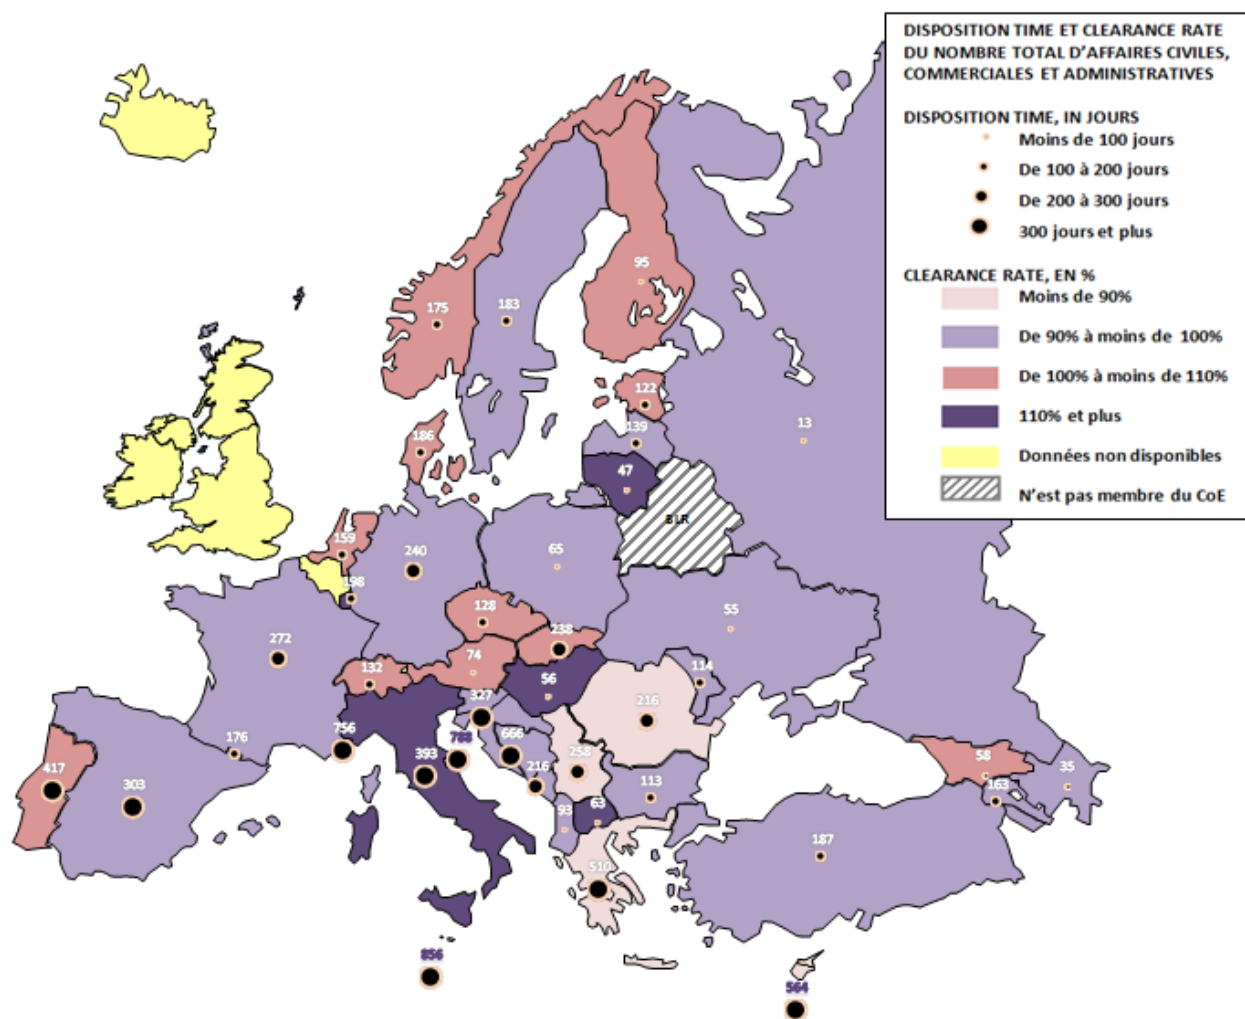 DISPOSITION TIME ET CLEARANCE RATE
DU NOMBRE TOTAL D'AFFAIRES CIVILES,
COMMERCIALES ET ADMINISTRATIVES
DISPOSITION TIME, IN JOURS
Moins de 100 jours
De 100 à 200 jours
De 200 à 300 jours
300 jours et plus
CLEARANCE RATE, EN %
Moins de 90%
De 90% à moins de 100%
De 100% à moins de 110%
110% et plus
Données non disponibles
N'est pas membre du CoE
95
175
183
122
13
139
186
47
BLR
159
240
65
198
55
128
238
272
74
132
56
114
327
216
756
666
788
176
393
258
417
303
216
113
58
35
163
93
63
187
510
856
564